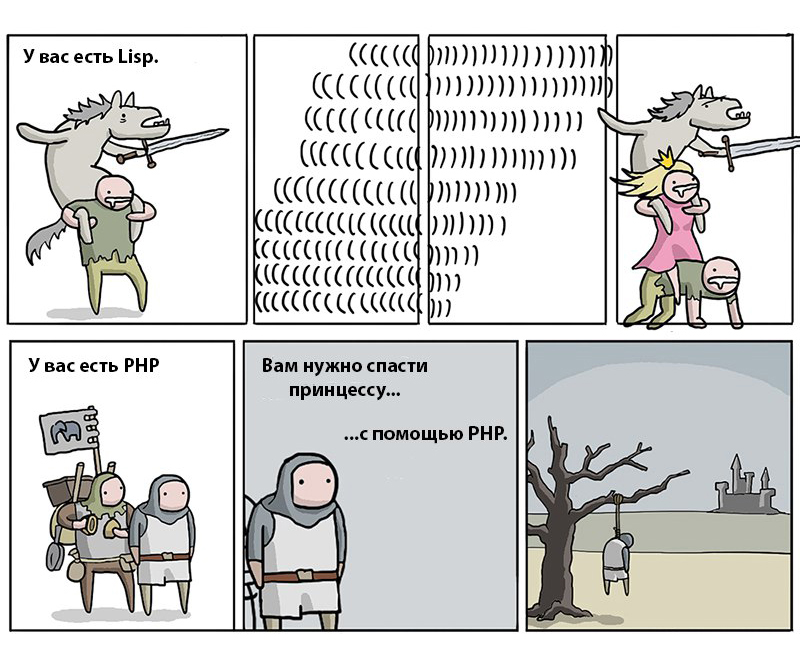 У вас есть Lisp.
У вас есть PHP
Вам нужно спасти
принцессу...
...с помощью PHP.